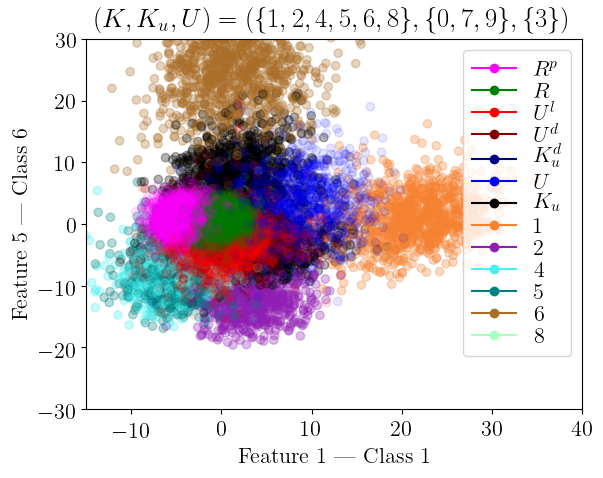 (K, K_u, U) = ({1, 2, 4, 5, 6, 8}, {0, 7, 9}, {3})
30
20
10
0
−10
−20
−30
Feature 5 — Class 6
−10
0
10
20
30
40
Feature 1 — Class 1
R^p
R
U^l
U^d
K_u^d
U
K_u
1
2
4
5
6
8